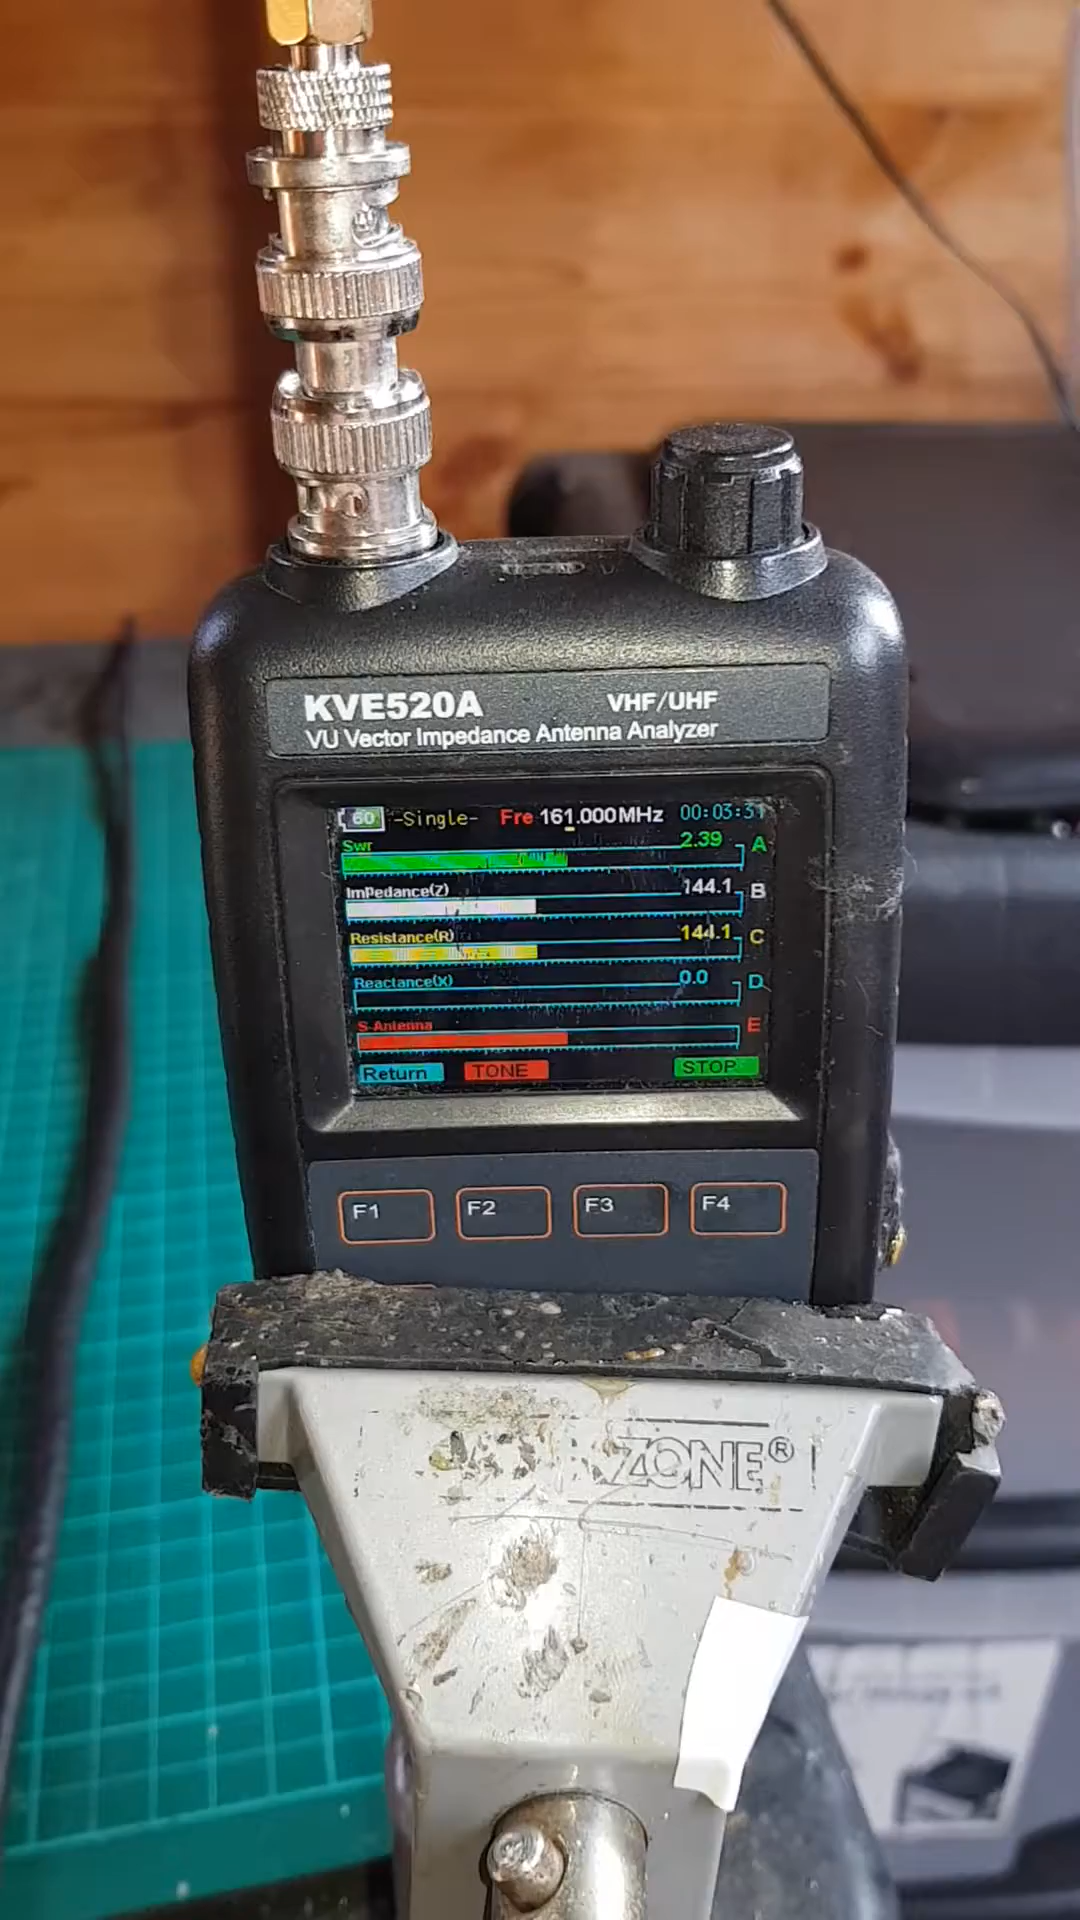 KVE520A VHF/UHF
VU Vector Impedance Antenna Analyzer
60 -Single- Fre 161.000MHz 00:03:31
Swr 2.39 A
ImPedance(Z) 144.1 B
Resistance(R) 144.1 C
Reactance(X) 0.0 D
S-Antenna E
Return TONE STOP
F1 F2 F3 F4
ZONE®